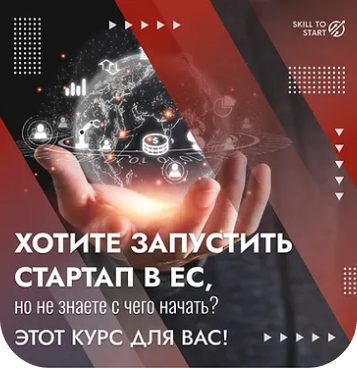 SKILL TO
START
ХОТИТЕ ЗАПУСТИТЬ
СТАРТАП В ЕС,
но не знаете с чего начать?
ЭТОТ КУРС ДЛЯ ВАС!